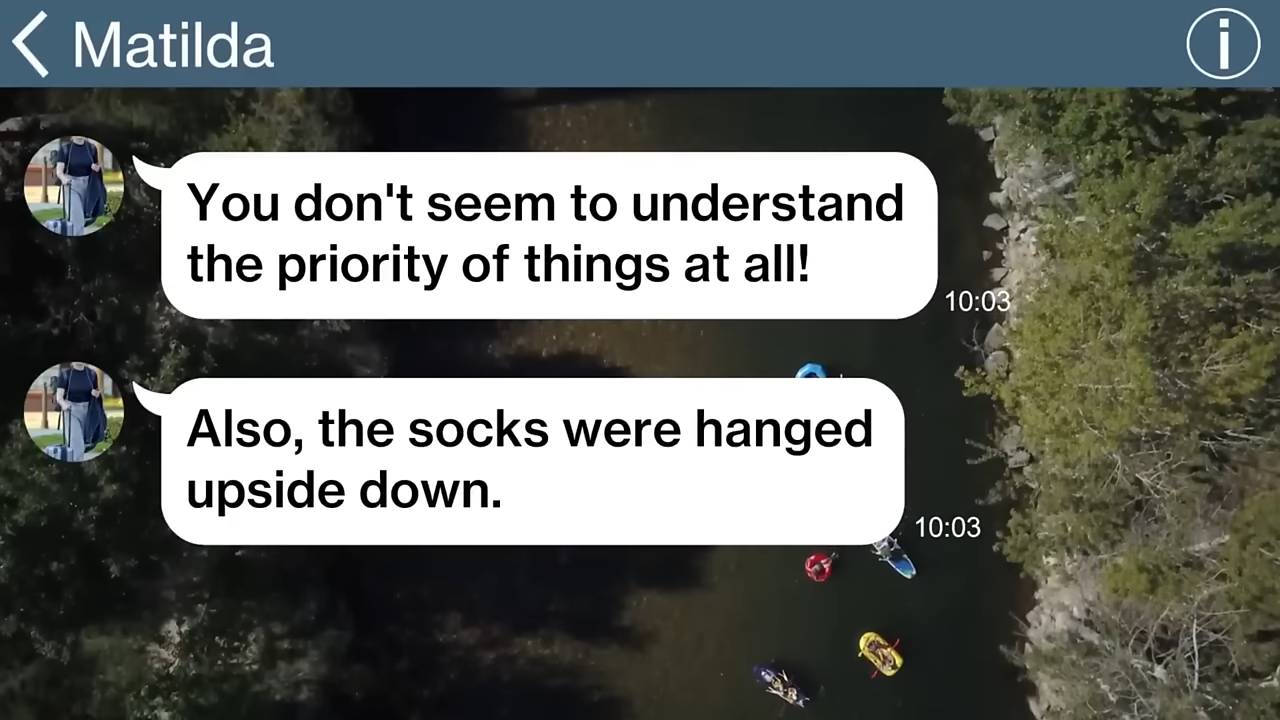 Matilda
You don't seem to understand
the priority of things at all!
10:03
Also, the socks were hanged
upside down.
10:03